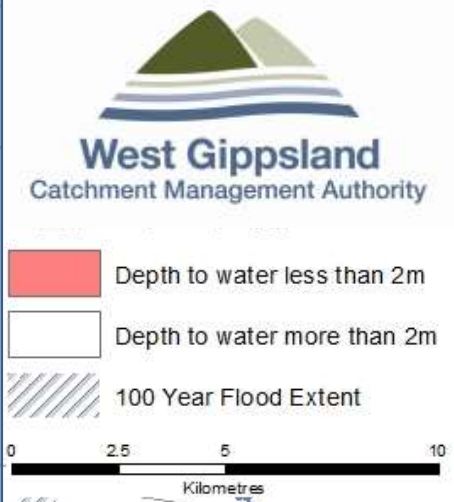 West Gippsland
Catchment Management Authority
Depth to water less than 2m
Depth to water more than 2m
100 Year Flood Extent
0 2.5 5 10
Kilometres